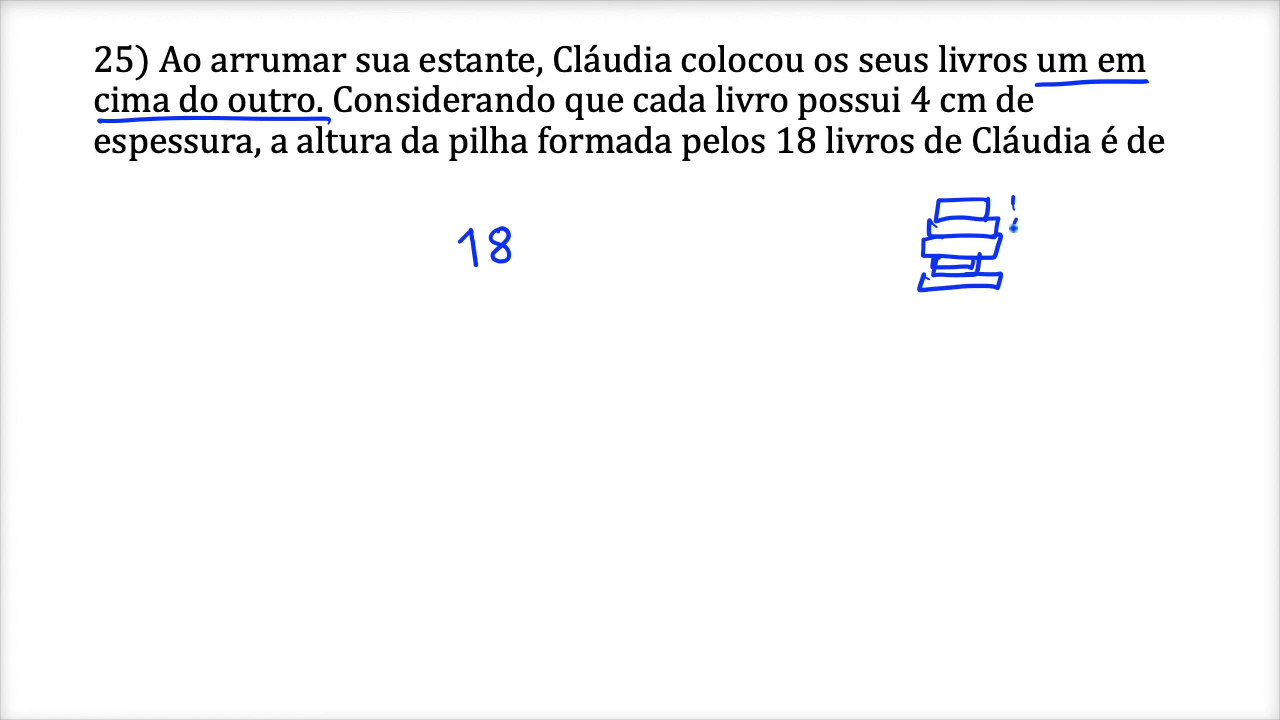 25) Ao arrumar sua estante, Cláudia colocou os seus livros um em
cima do outro. Considerando que cada livro possui 4 cm de
espessura, a altura da pilha formada pelos 18 livros de Cláudia é de
18